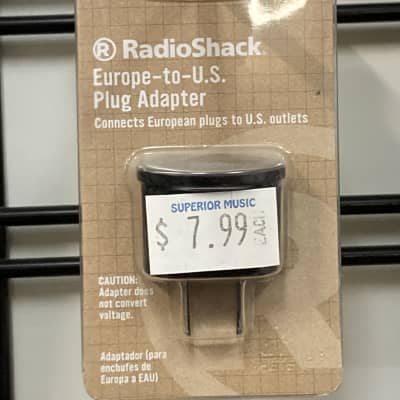 ® RadioShack
Europe-to-U.S.
Plug Adapter
Connects European plugs to U.S. outlets
SUPERIOR MUSIC
$ 7.99 EACH
CAUTION:
Adapter does
not convert
voltage.
Adaptador (para
enchufes de
Europa a EAU)